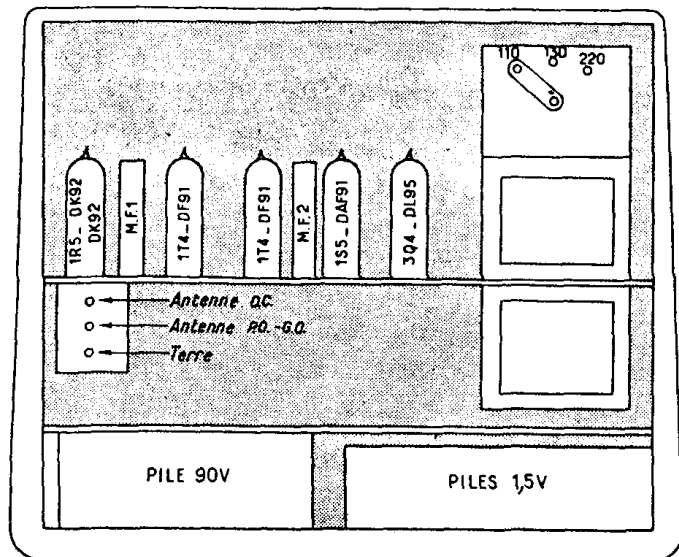 110 130 220
1R5_DK92
DK92
M.F.1
1T4_DF91
1T4_DF91
M.F.2
1S5_DAF91
3Q4_DL95
Antenne O.C.
Antenne P.O.-G.O.
Terre
PILE 90V
PILES 1,5V